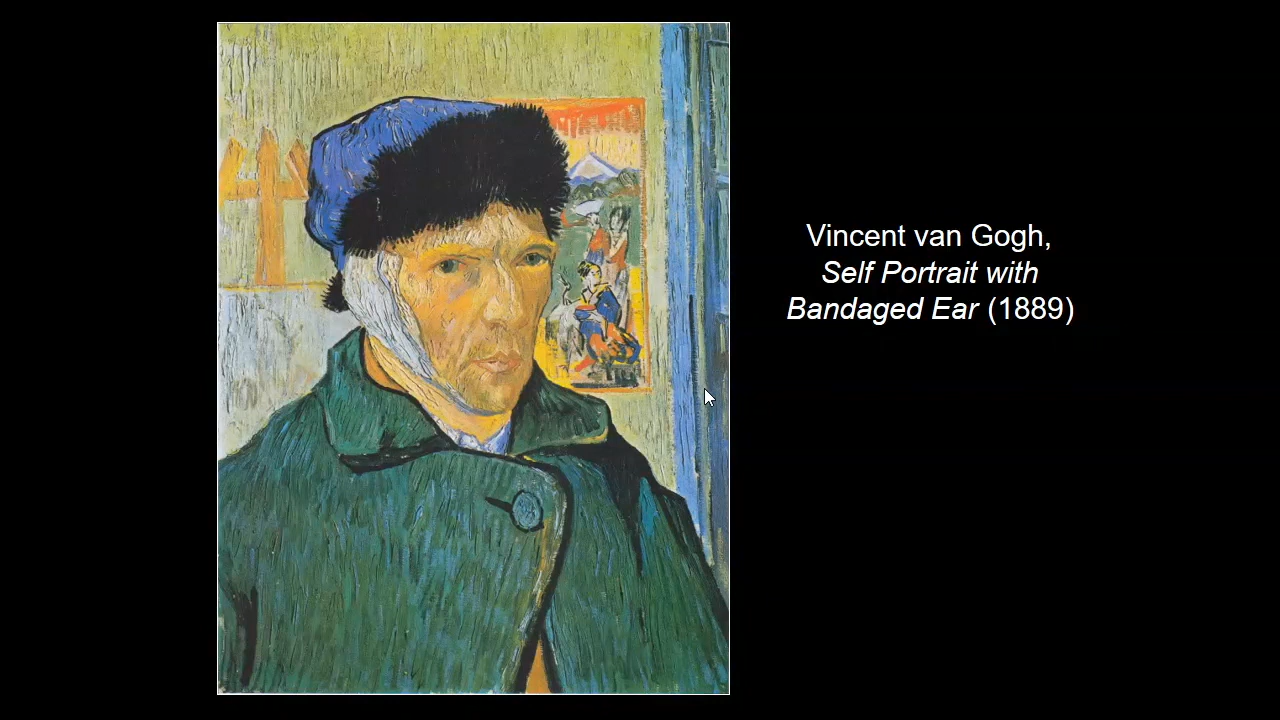 Vincent van Gogh,
Self Portrait with
Bandaged Ear (1889)